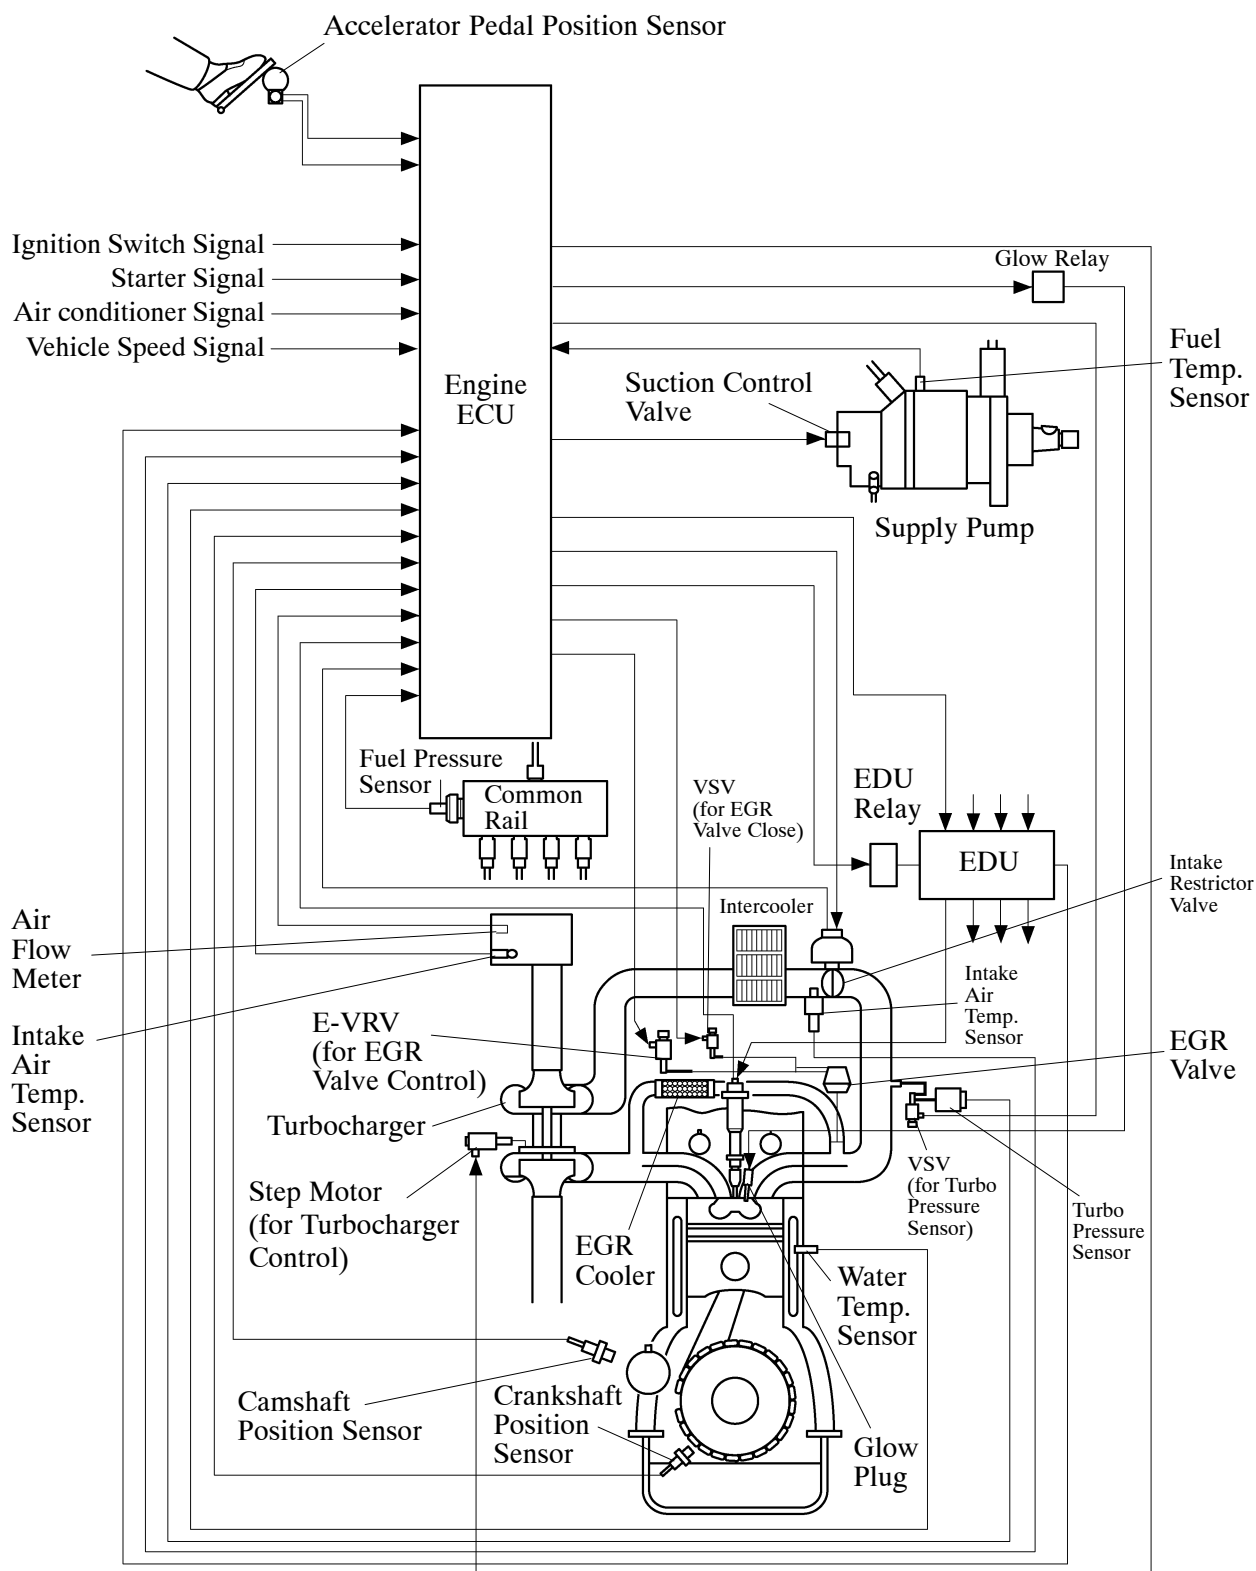 Accelerator Pedal Position Sensor
Ignition Switch Signal
Starter Signal
Air conditioner Signal
Vehicle Speed Signal
Engine
ECU
Glow Relay
Fuel
Temp.
Sensor
Suction Control
Valve
Supply Pump
Fuel Pressure
Sensor
Common
Rail
VSV
(for EGR
Valve Close)
EDU
Relay
EDU
Intake
Restrictor
Valve
Air
Flow
Meter
Intercooler
Intake
Air
Temp.
Sensor
Intake
Air
Temp.
Sensor
E-VRV
(for EGR
Valve Control)
EGR
Valve
Turbocharger
Step Motor
(for Turbocharger
Control)
VSV
(for Turbo
Pressure
Sensor)
Turbo
Pressure
Sensor
EGR
Cooler
Water
Temp.
Sensor
Camshaft
Position Sensor
Crankshaft
Position
Sensor
Glow
Plug